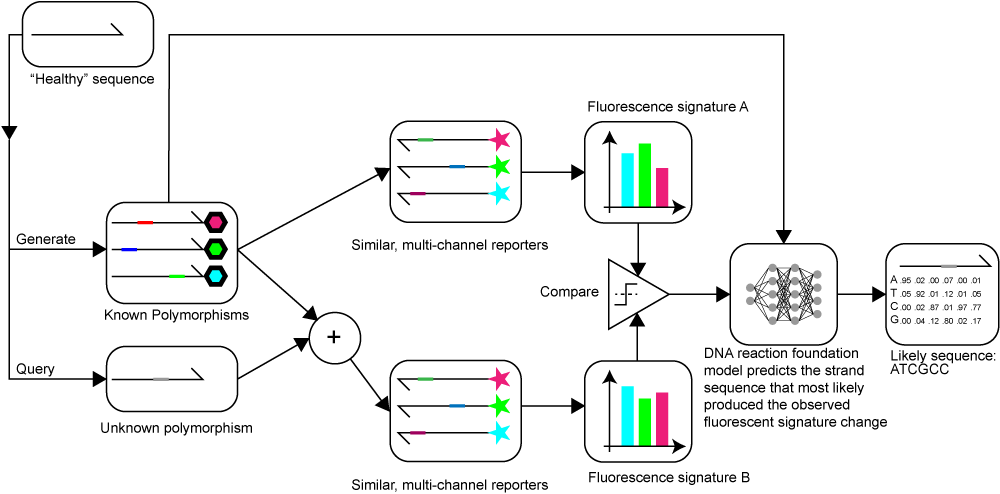 “Healthy” sequence
Fluorescence signature A
Generate
Similar, multi-channel reporters
Known Polymorphisms
Compare
+
A .95 .02 .00 .07 .00 .01
T .05 .92 .01 .12 .01 .05
C .00 .02 .87 .01 .97 .77
G .00 .04 .12 .80 .02 .17
Likely sequence:
ATCGCC
DNA reaction foundation
model predicts the strand
sequence that most likely
produced the observed
fluorescent signature change
Query
Unknown polymorphism
Similar, multi-channel reporters
Fluorescence signature B